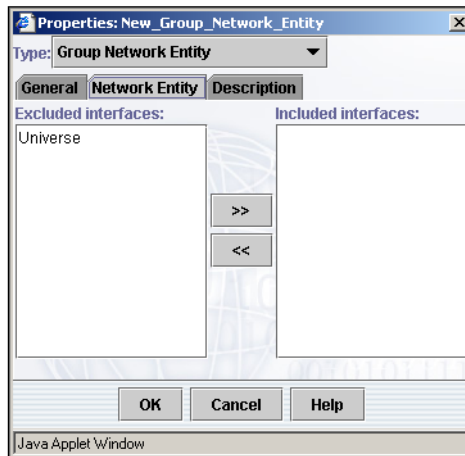 Properties: New_Group_Network_Entity
Type: Group Network Entity
General Network Entity Description
Excluded interfaces: Included interfaces:
Universe
>>
<<
OK Cancel Help
Java Applet Window